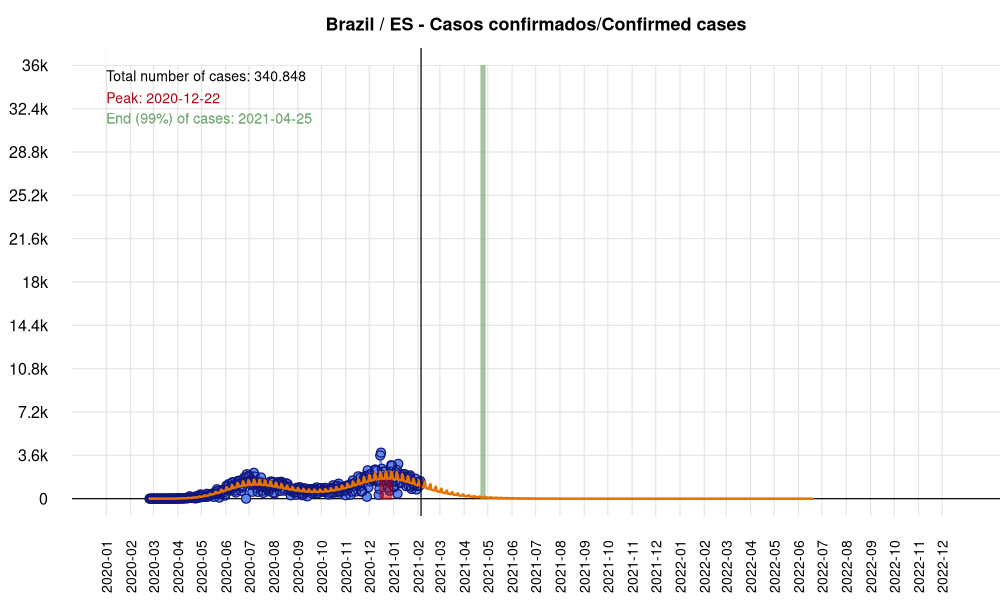 Brazil / ES - Casos confirmados/Confirmed cases
Total number of cases: 340.848
Peak: 2020-12-22
End (99%) of cases: 2021-04-25
36k
32.4k
28.8k
25.2k
21.6k
18k
14.4k
10.8k
7.2k
3.6k
0
2020-01
2020-02
2020-03
2020-04
2020-05
2020-06
2020-07
2020-08
2020-09
2020-10
2020-11
2020-12
2021-01
2021-02
2021-03
2021-04
2021-05
2021-06
2021-07
2021-08
2021-09
2021-10
2021-11
2021-12
2022-01
2022-02
2022-03
2022-04
2022-05
2022-06
2022-07
2022-08
2022-09
2022-10
2022-11
2022-12